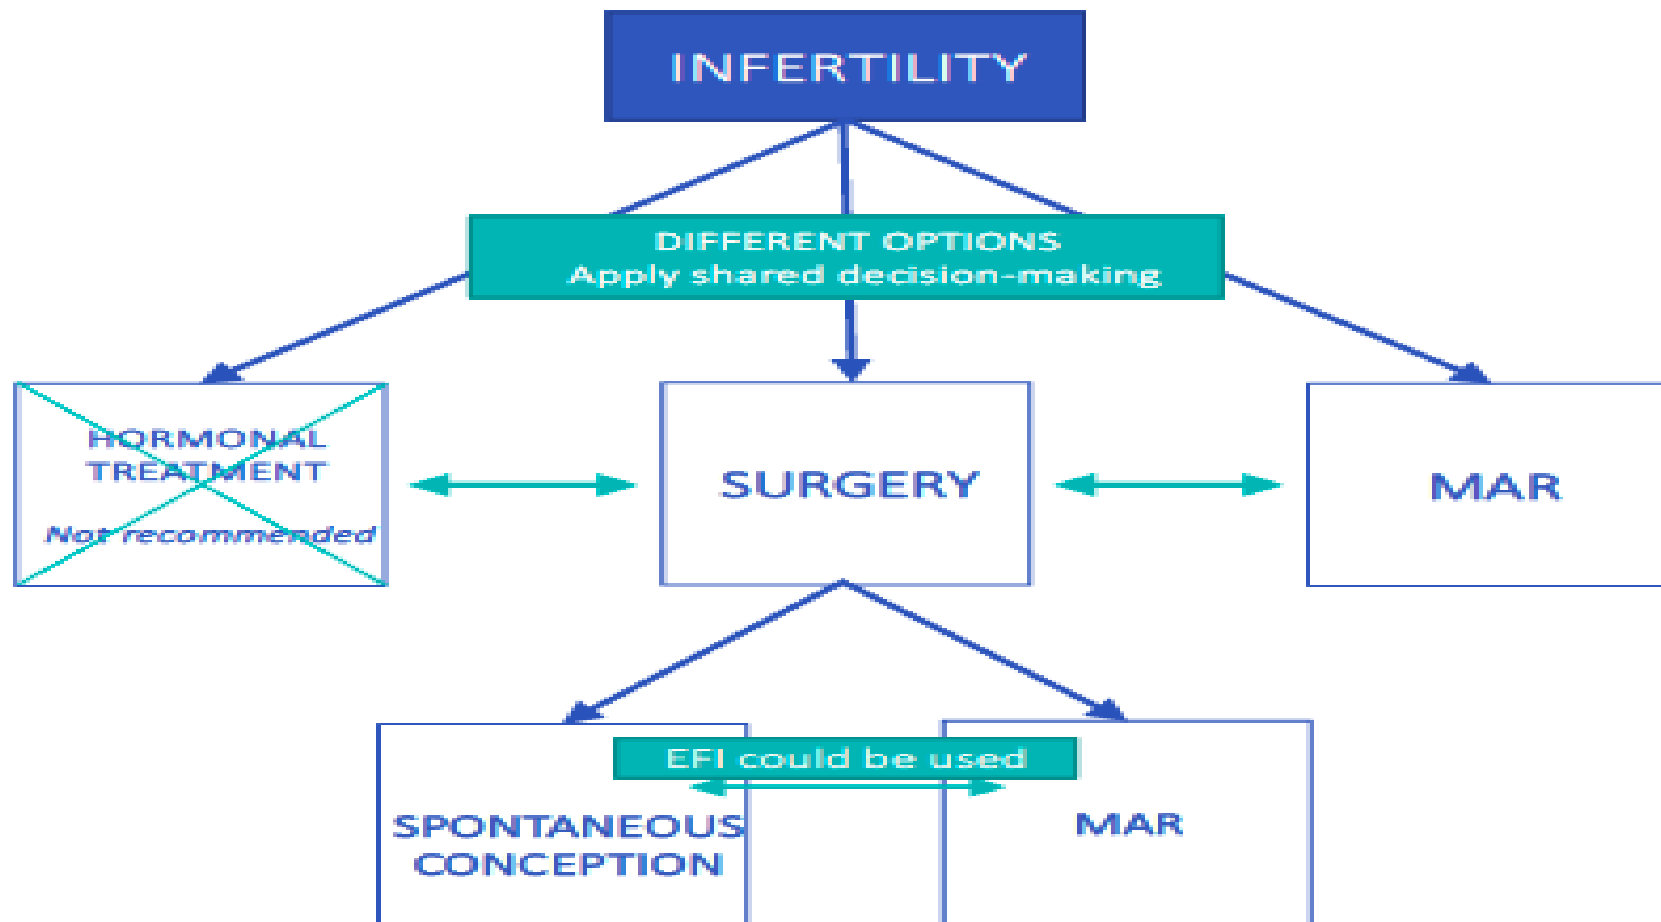 INFERTILITY
DIFFERENT OPTIONS
Apply shared decision-making
HORMONAL
TREATMENT
Not recommended
SURGERY
MAR
EFI could be used
SPONTANEOUS
CONCEPTION
MAR